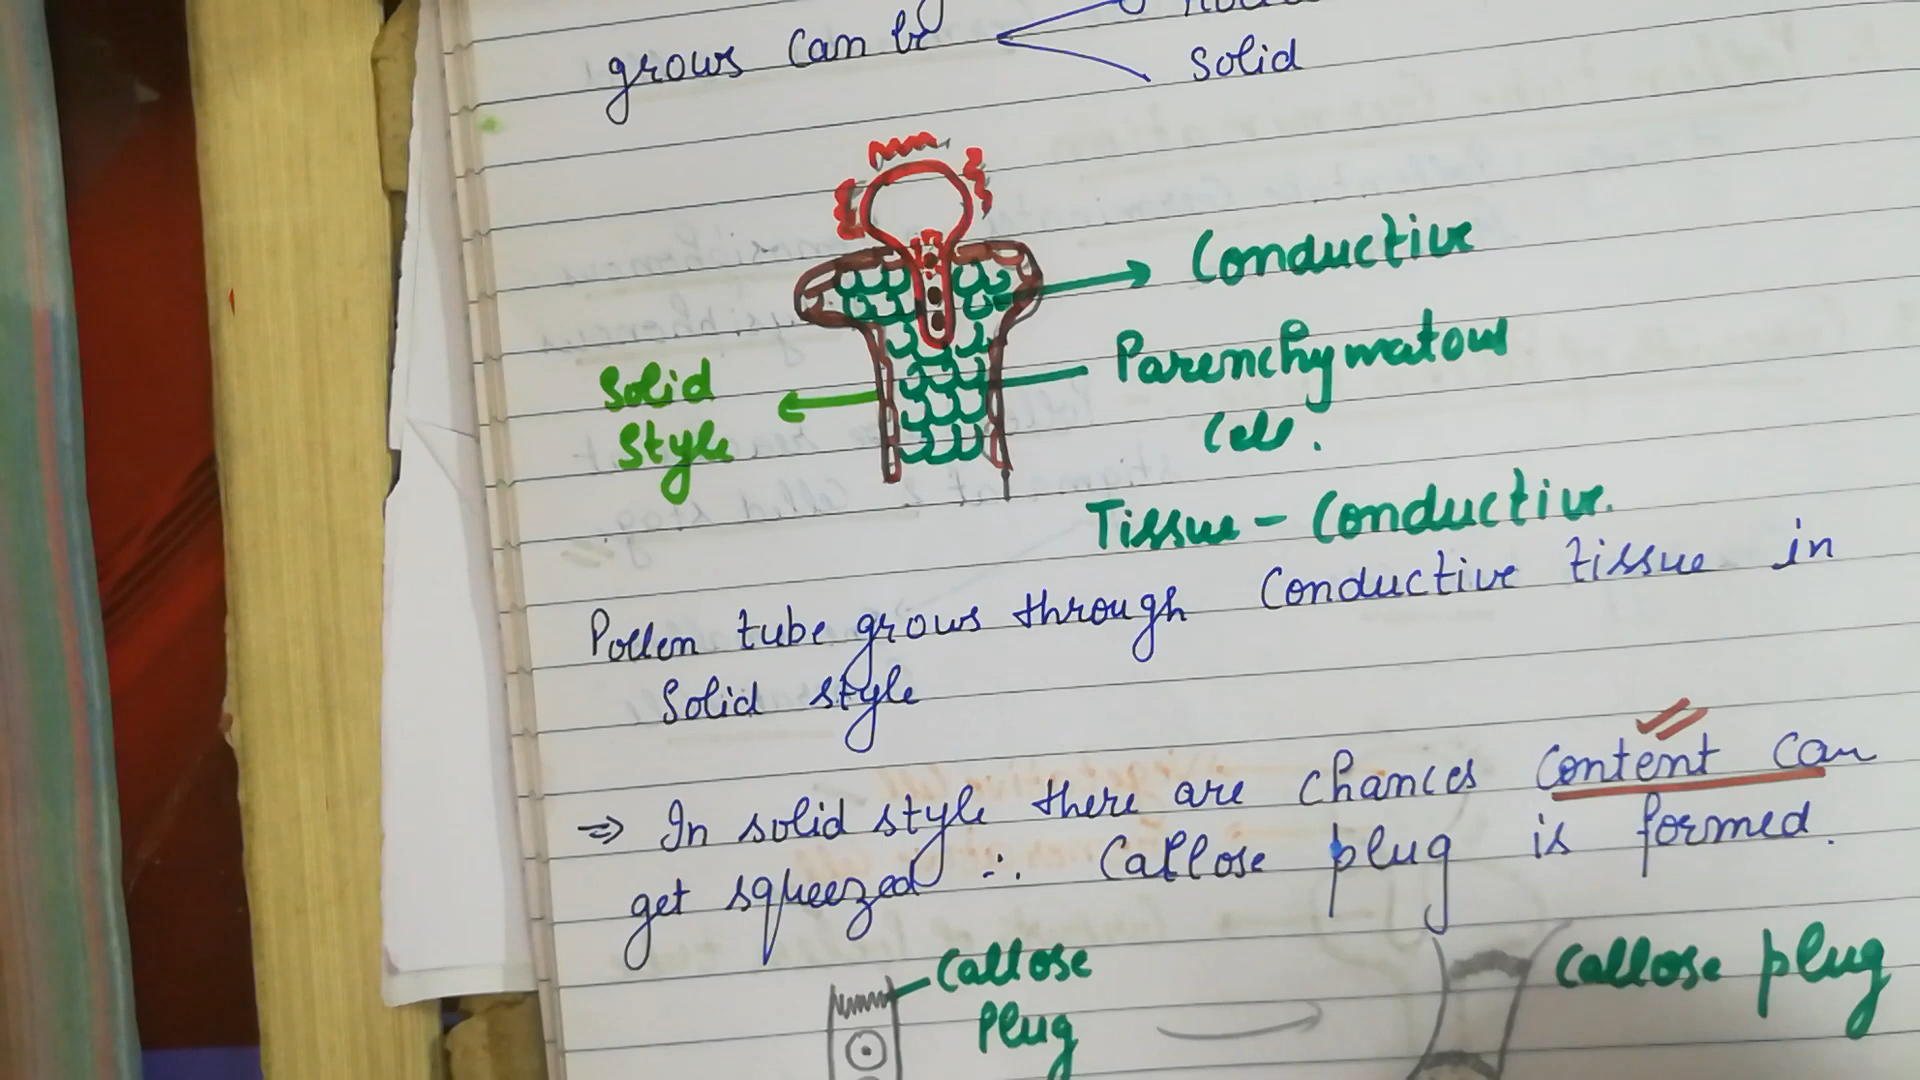 grows can be
Solid
Conductive
Parenchymatous
Cells.
Solid
Style
Tissue - Conductive.
Pollen tube grows through Conductive tissue in
Solid style
⇒ In solid style there are chances Content can
get squeezed ∴ Callose plug is formed.
Callose
Plug
Callose plug